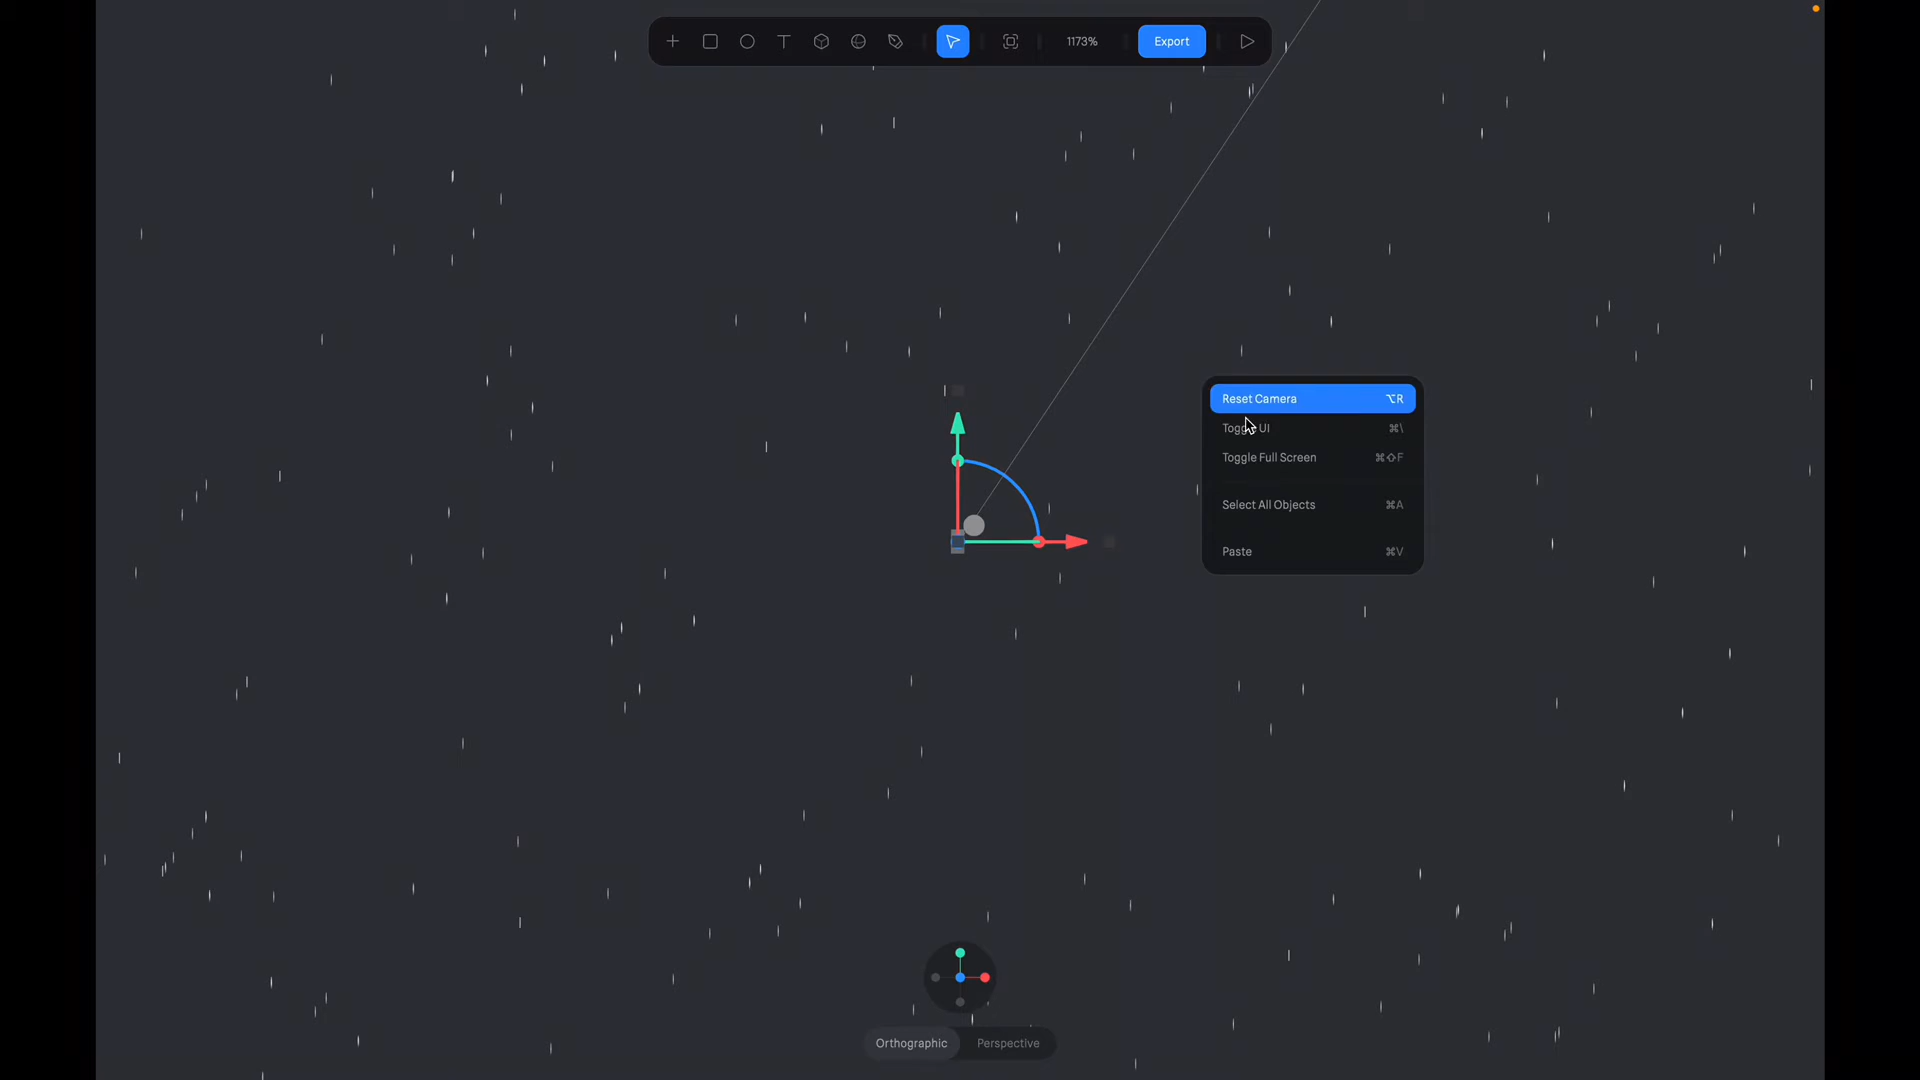 1173%
Export
Reset Camera ⌥R
Toggle UI ⌘\
Toggle Full Screen ⌘⇧F
Select All Objects ⌘A
Paste ⌘V
Orthographic Perspective